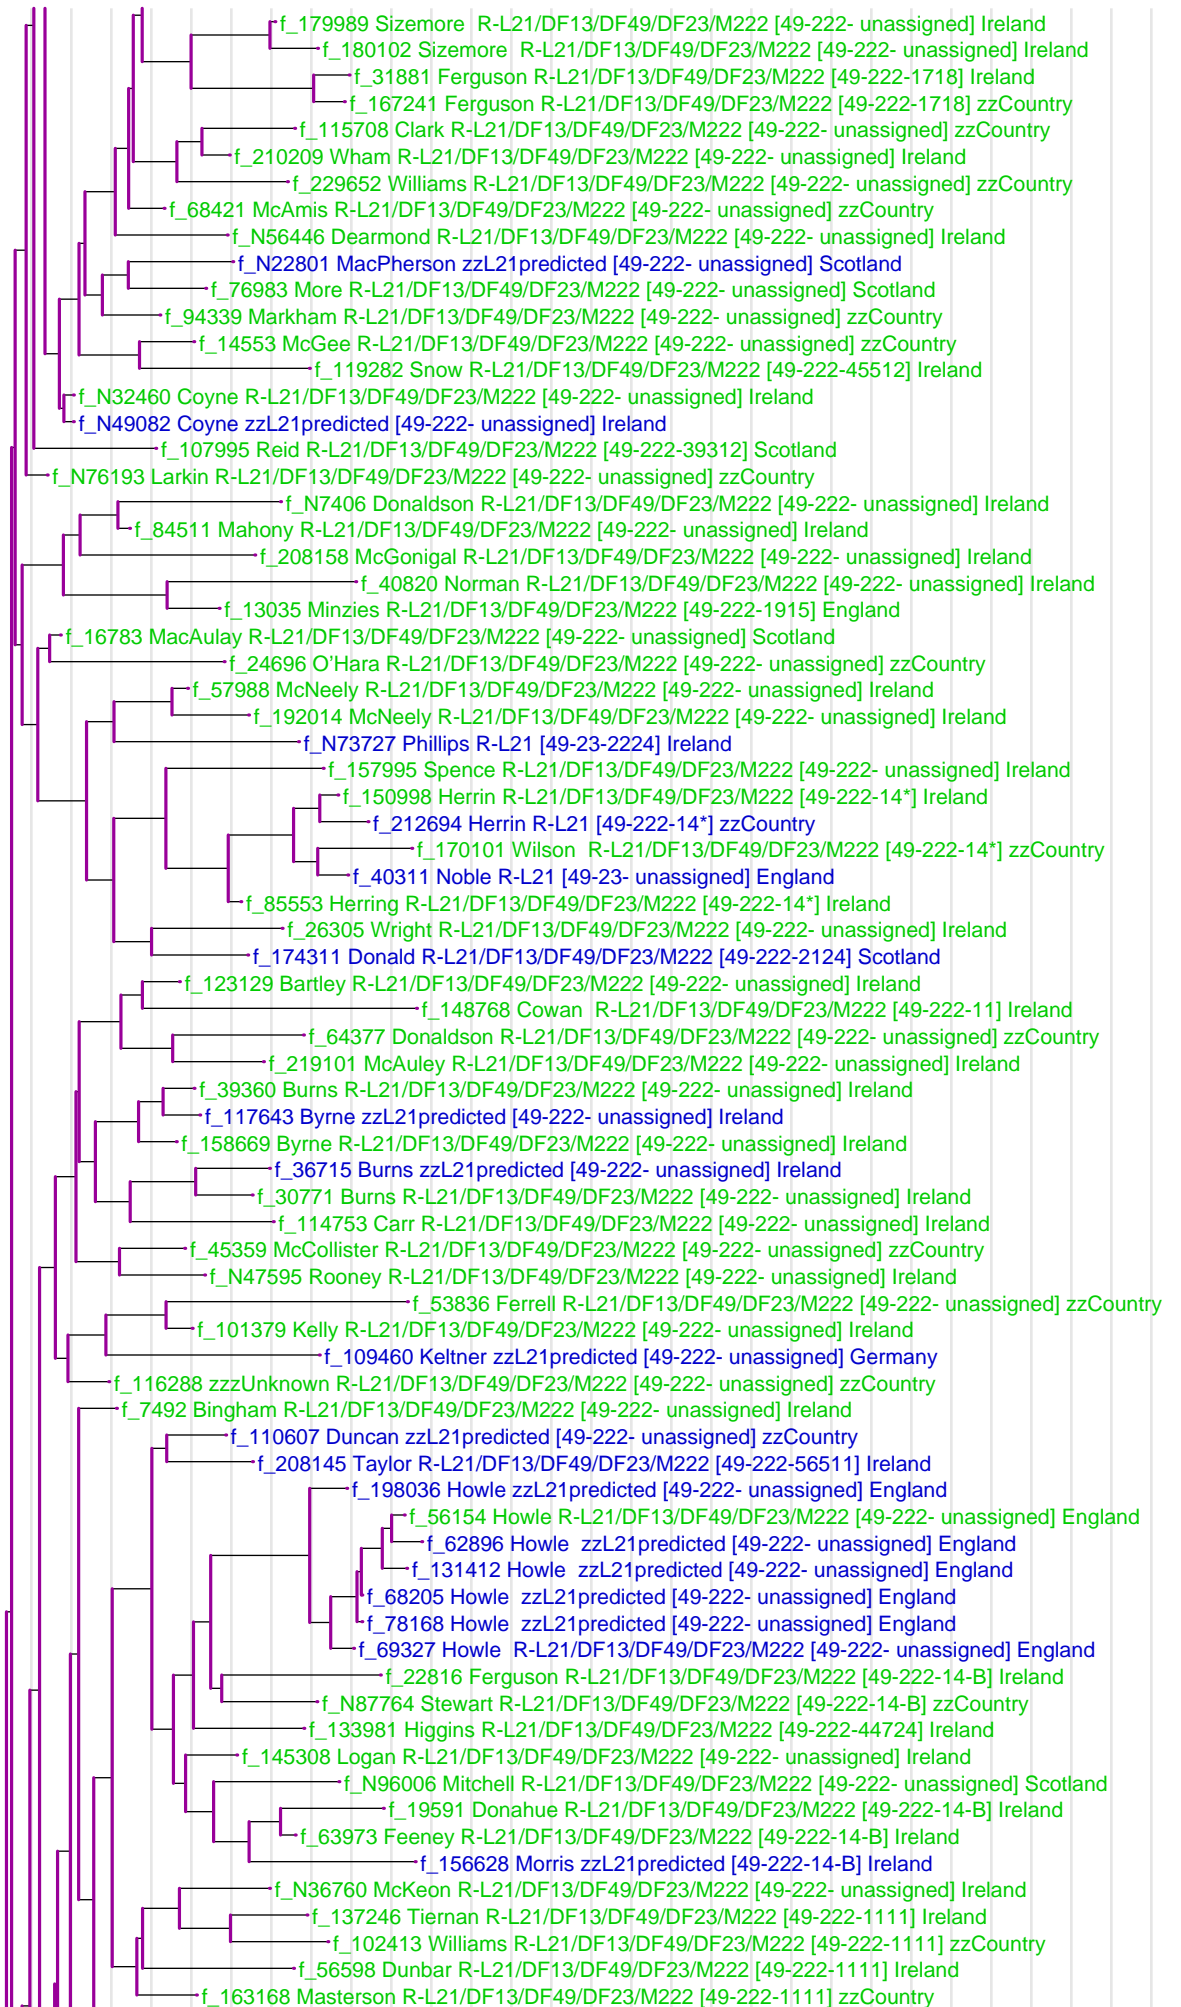 f_179989 Sizemore  R-L21/DF13/DF49/DF23/M222 [49-222- unassigned] Ireland
f_180102 Sizemore  R-L21/DF13/DF49/DF23/M222 [49-222- unassigned] Ireland
f_31881 Ferguson R-L21/DF13/DF49/DF23/M222 [49-222-1718] Ireland
f_167241 Ferguson R-L21/DF13/DF49/DF23/M222 [49-222-1718] zzCountry
f_115708 Clark R-L21/DF13/DF49/DF23/M222 [49-222- unassigned] zzCountry
f_210209 Wham R-L21/DF13/DF49/DF23/M222 [49-222- unassigned] Ireland
f_229652 Williams R-L21/DF13/DF49/DF23/M222 [49-222- unassigned] zzCountry
f_68421 McAmis R-L21/DF13/DF49/DF23/M222 [49-222- unassigned] zzCountry
f_N56446 Dearmond R-L21/DF13/DF49/DF23/M222 [49-222- unassigned] Ireland
f_N22801 MacPherson zzL21predicted [49-222- unassigned] Scotland
f_76983 More R-L21/DF13/DF49/DF23/M222 [49-222- unassigned] Scotland
f_94339 Markham R-L21/DF13/DF49/DF23/M222 [49-222- unassigned] zzCountry
f_14553 McGee R-L21/DF13/DF49/DF23/M222 [49-222- unassigned] zzCountry
f_119282 Snow R-L21/DF13/DF49/DF23/M222 [49-222-45512] Ireland
f_N32460 Coyne R-L21/DF13/DF49/DF23/M222 [49-222- unassigned] Ireland
f_N49082 Coyne zzL21predicted [49-222- unassigned] Ireland
f_107995 Reid R-L21/DF13/DF49/DF23/M222 [49-222-39312] Scotland
f_N76193 Larkin R-L21/DF13/DF49/DF23/M222 [49-222- unassigned] zzCountry
f_N7406 Donaldson R-L21/DF13/DF49/DF23/M222 [49-222- unassigned] Ireland
f_84511 Mahony R-L21/DF13/DF49/DF23/M222 [49-222- unassigned] Ireland
f_208158 McGonigal R-L21/DF13/DF49/DF23/M222 [49-222- unassigned] Ireland
f_40820 Norman R-L21/DF13/DF49/DF23/M222 [49-222- unassigned] Ireland
f_13035 Minzies R-L21/DF13/DF49/DF23/M222 [49-222-1915] England
f_16783 MacAulay R-L21/DF13/DF49/DF23/M222 [49-222- unassigned] Scotland
f_24696 O'Hara R-L21/DF13/DF49/DF23/M222 [49-222- unassigned] zzCountry
f_57988 McNeely R-L21/DF13/DF49/DF23/M222 [49-222- unassigned] Ireland
f_192014 McNeely R-L21/DF13/DF49/DF23/M222 [49-222- unassigned] Ireland
f_N73727 Phillips R-L21 [49-23-2224] Ireland
f_157995 Spence R-L21/DF13/DF49/DF23/M222 [49-222- unassigned] Ireland
f_150998 Herrin R-L21/DF13/DF49/DF23/M222 [49-222-14*] Ireland
f_212694 Herrin R-L21 [49-222-14*] zzCountry
f_170101 Wilson  R-L21/DF13/DF49/DF23/M222 [49-222-14*] zzCountry
f_40311 Noble R-L21 [49-23- unassigned] England
f_85553 Herring R-L21/DF13/DF49/DF23/M222 [49-222-14*] Ireland
f_26305 Wright R-L21/DF13/DF49/DF23/M222 [49-222- unassigned] Ireland
f_174311 Donald R-L21/DF13/DF49/DF23/M222 [49-222-2124] Scotland
f_123129 Bartley R-L21/DF13/DF49/DF23/M222 [49-222- unassigned] Ireland
f_148768 Cowan  R-L21/DF13/DF49/DF23/M222 [49-222-11] Ireland
f_64377 Donaldson R-L21/DF13/DF49/DF23/M222 [49-222- unassigned] zzCountry
f_219101 McAuley R-L21/DF13/DF49/DF23/M222 [49-222- unassigned] Ireland
f_39360 Burns R-L21/DF13/DF49/DF23/M222 [49-222- unassigned] Ireland
f_117643 Byrne zzL21predicted [49-222- unassigned] Ireland
f_158669 Byrne R-L21/DF13/DF49/DF23/M222 [49-222- unassigned] Ireland
f_36715 Burns zzL21predicted [49-222- unassigned] Ireland
f_30771 Burns R-L21/DF13/DF49/DF23/M222 [49-222- unassigned] Ireland
f_114753 Carr R-L21/DF13/DF49/DF23/M222 [49-222- unassigned] Ireland
f_45359 McCollister R-L21/DF13/DF49/DF23/M222 [49-222- unassigned] zzCountry
f_N47595 Rooney R-L21/DF13/DF49/DF23/M222 [49-222- unassigned] Ireland
f_53836 Ferrell R-L21/DF13/DF49/DF23/M222 [49-222- unassigned] zzCountry
f_101379 Kelly R-L21/DF13/DF49/DF23/M222 [49-222- unassigned] Ireland
f_109460 Keltner zzL21predicted [49-222- unassigned] Germany
f_116288 zzzUnknown R-L21/DF13/DF49/DF23/M222 [49-222- unassigned] zzCountry
f_7492 Bingham R-L21/DF13/DF49/DF23/M222 [49-222- unassigned] Ireland
f_110607 Duncan zzL21predicted [49-222- unassigned] zzCountry
f_208145 Taylor R-L21/DF13/DF49/DF23/M222 [49-222-56511] Ireland
f_198036 Howle zzL21predicted [49-222- unassigned] England
f_56154 Howle R-L21/DF13/DF49/DF23/M222 [49-222- unassigned] England
f_62896 Howle  zzL21predicted [49-222- unassigned] England
f_131412 Howle  zzL21predicted [49-222- unassigned] England
f_68205 Howle  zzL21predicted [49-222- unassigned] England
f_78168 Howle  zzL21predicted [49-222- unassigned] England
f_69327 Howle  R-L21/DF13/DF49/DF23/M222 [49-222- unassigned] England
f_22816 Ferguson R-L21/DF13/DF49/DF23/M222 [49-222-14-B] Ireland
f_N87764 Stewart R-L21/DF13/DF49/DF23/M222 [49-222-14-B] zzCountry
f_133981 Higgins R-L21/DF13/DF49/DF23/M222 [49-222-44724] Ireland
f_145308 Logan R-L21/DF13/DF49/DF23/M222 [49-222- unassigned] Ireland
f_N96006 Mitchell R-L21/DF13/DF49/DF23/M222 [49-222- unassigned] Scotland
f_19591 Donahue R-L21/DF13/DF49/DF23/M222 [49-222-14-B] Ireland
f_63973 Feeney R-L21/DF13/DF49/DF23/M222 [49-222-14-B] Ireland
f_156628 Morris zzL21predicted [49-222-14-B] Ireland
f_N36760 McKeon R-L21/DF13/DF49/DF23/M222 [49-222- unassigned] Ireland
f_137246 Tiernan R-L21/DF13/DF49/DF23/M222 [49-222-1111] Ireland
f_102413 Williams R-L21/DF13/DF49/DF23/M222 [49-222-1111] zzCountry
f_56598 Dunbar R-L21/DF13/DF49/DF23/M222 [49-222-1111] Ireland
f_163168 Masterson R-L21/DF13/DF49/DF23/M222 [49-222-1111] zzCountry